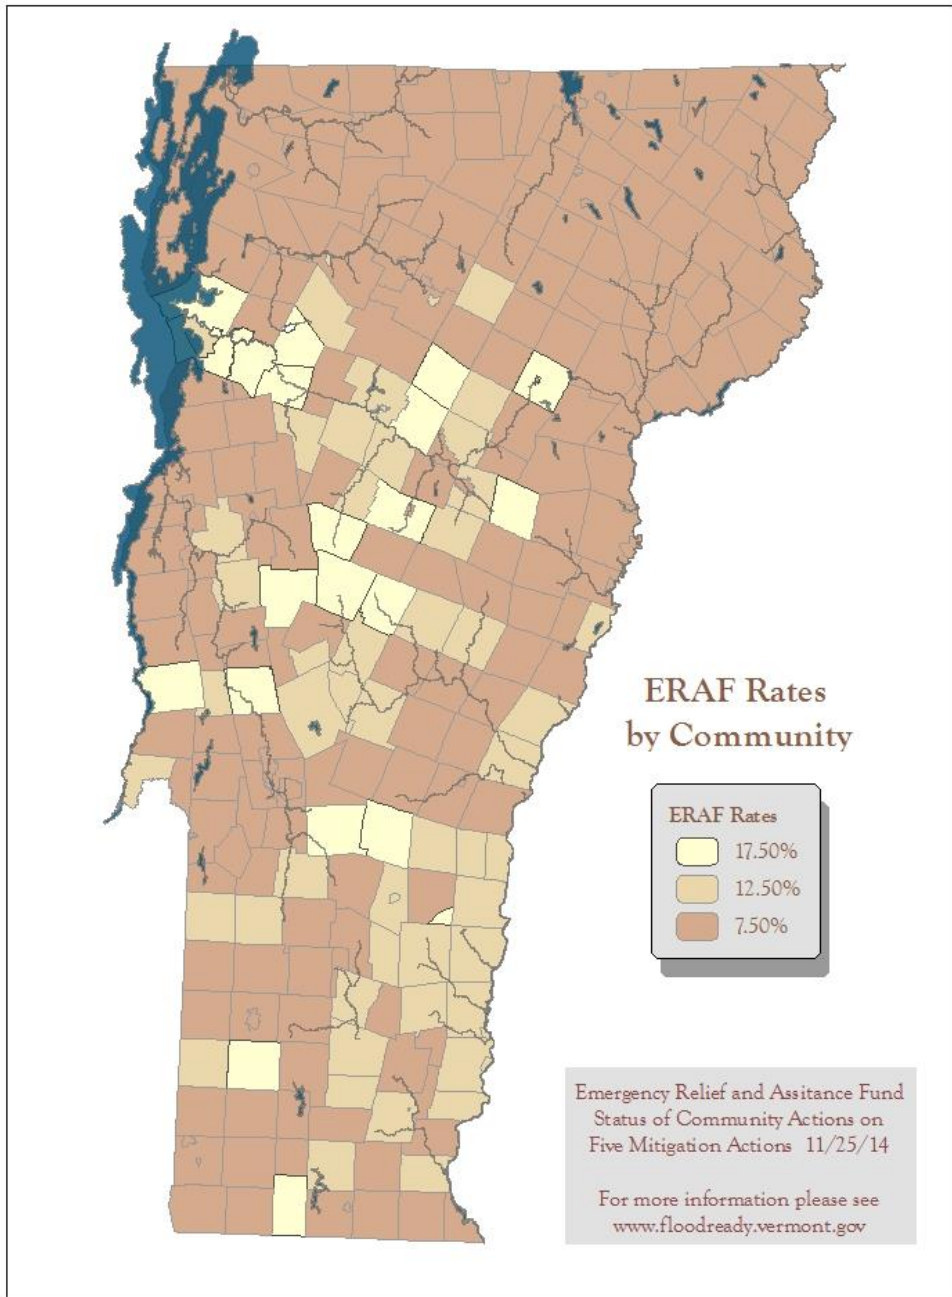 ERAF Rates
by Community
ERAF Rates
17.50%
12.50%
7.50%
Emergency Relief and Assitance Fund
Status of Community Actions on
Five Mitigation Actions 11/25/14
For more information please see
www.floodready.vermont.gov